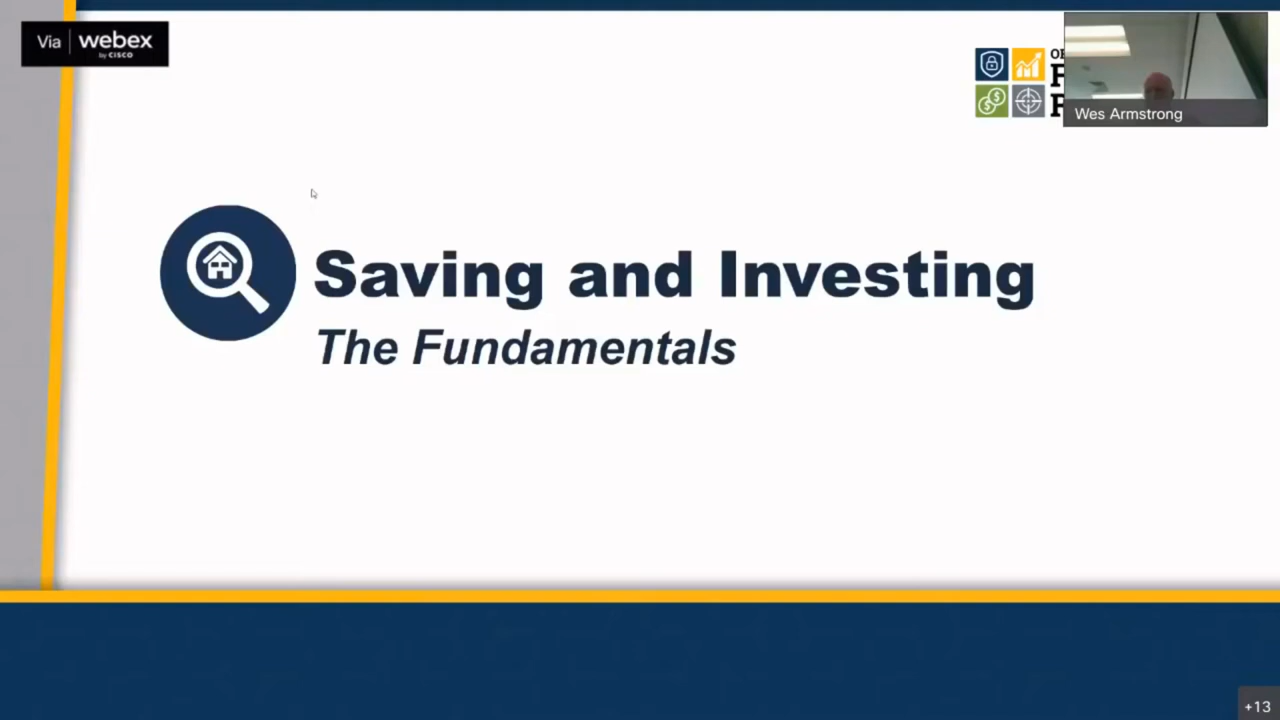 Via webex
by CISCO
Wes Armstrong
Saving and Investing
The Fundamentals
+13